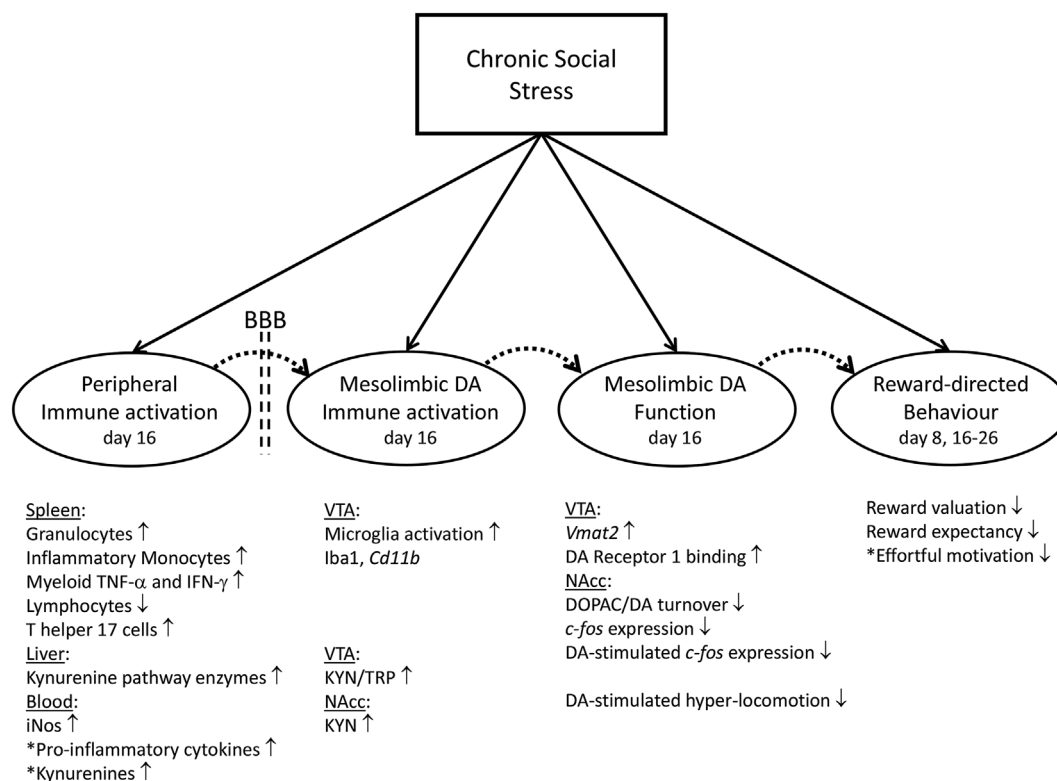 Chronic Social
Stress
BBB
Peripheral
Immune activation
day 16
Mesolimbic DA
Immune activation
day 16
Mesolimbic DA
Function
day 16
Reward-directed
Behaviour
day 8, 16-26
Spleen:
Granulocytes ↑
Inflammatory Monocytes ↑
Myeloid TNF-α and IFN-γ ↑
Lymphocytes ↓
T helper 17 cells ↑
Liver:
Kynurenine pathway enzymes ↑
Blood:
iNos ↑
*Pro-inflammatory cytokines ↑
*Kynurenines ↑
VTA:
Microglia activation ↑
Iba1, Cd11b
VTA:
KYN/TRP ↑
NAcc:
KYN ↑
VTA:
Vmat2 ↑
DA Receptor 1 binding ↑
NAcc:
DOPAC/DA turnover ↓
c-fos expression ↓
DA-stimulated c-fos expression ↓
DA-stimulated hyper-locomotion ↓
Reward valuation ↓
Reward expectancy ↓
*Effortful motivation ↓